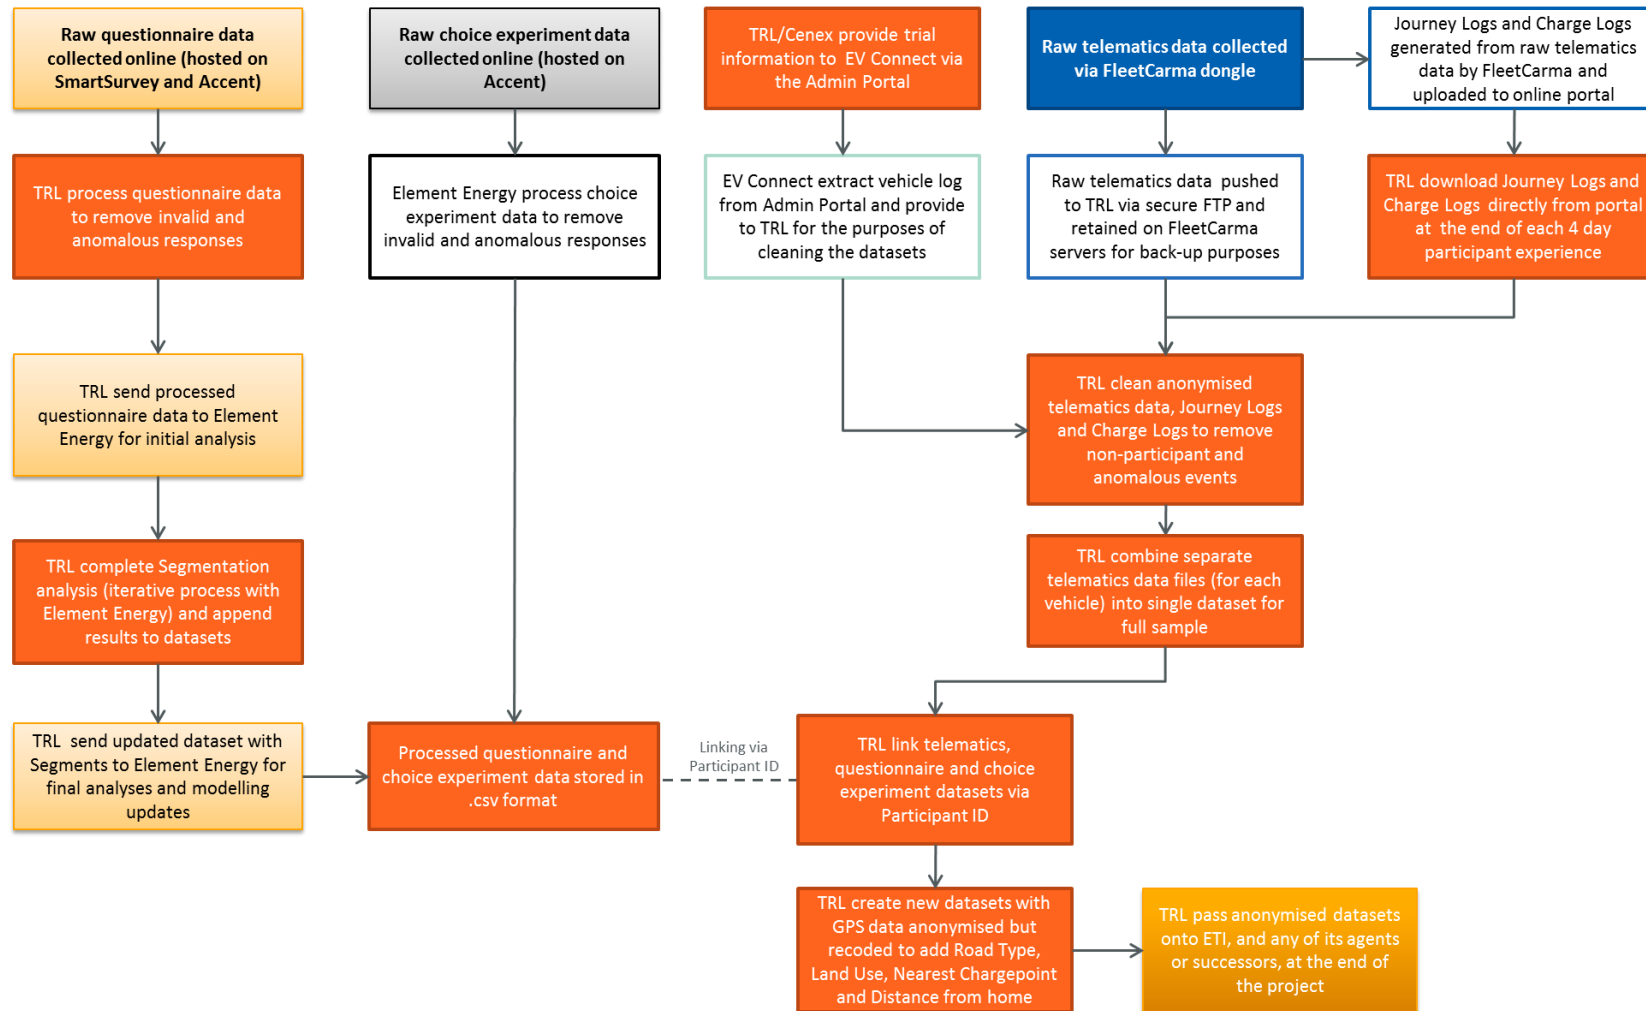 Raw questionnaire data
collected online (hosted on
SmartSurvey and Accent)
Raw choice experiment data
collected online (hosted on
Accent)
TRL/Cenex provide trial
information to EV Connect via
the Admin Portal
Raw telematics data collected
via FleetCarma dongle
Journey Logs and Charge Logs
generated from raw telematics
data by FleetCarma and
uploaded to online portal
TRL process questionnaire data
to remove invalid and
anomalous responses
Element Energy process choice
experiment data to remove
invalid and anomalous responses
EV Connect extract vehicle log
from Admin Portal and provide
to TRL for the purposes of
cleaning the datasets
Raw telematics data pushed
to TRL via secure FTP and
retained on FleetCarma
servers for back-up purposes
TRL download Journey Logs and
Charge Logs directly from portal
at the end of each 4 day
participant experience
TRL send processed
questionnaire data to Element
Energy for initial analysis
TRL clean anonymised
telematics data, Journey Logs
and Charge Logs to remove
non-participant and
anomalous events
TRL complete Segmentation
analysis (iterative process with
Element Energy) and append
results to datasets
TRL combine separate
telematics data files (for each
vehicle) into single dataset for
full sample
TRL send updated dataset with
Segments to Element Energy for
final analyses and modelling
updates
Processed questionnaire and
choice experiment data stored in
.csv format
Linking via
Participant ID
TRL link telematics,
questionnaire and choice
experiment datasets via
Participant ID
TRL create new datasets with
GPS data anonymised but
recoded to add Road Type,
Land Use, Nearest Chargepoint
and Distance from home
TRL pass anonymised datasets
onto ETI, and any of its agents
or successors, at the end of
the project